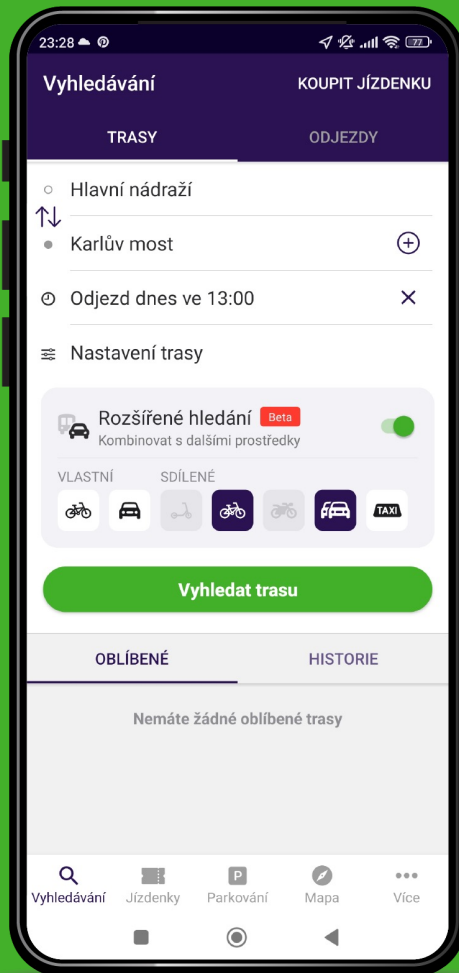 23:28
77
Vyhledávání
KOUPIT JÍZDENKU
TRASY
ODJEZDY
Hlavní nádraží
Karlův most
Odjezd dnes ve 13:00
Nastavení trasy
Rozšířené hledání Beta
Kombinovat s dalšími prostředky
VLASTNÍ
SDÍLENÉ
TAXI
Vyhledat trasu
OBLÍBENÉ
HISTORIE
Nemáte žádné oblíbené trasy
P
Vyhledávání
Jízdenky
Parkování
Mapa
Více